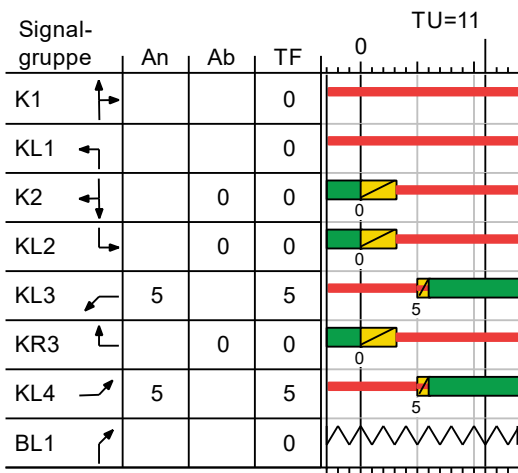 TU=11
Signal-
gruppe An Ab TF 0
K1 0
KL1 0
K2 0 0
0
KL2 0 0
0
KL3 5 5
5
KR3 0 0
0
KL4 5 5
5
BL1 0